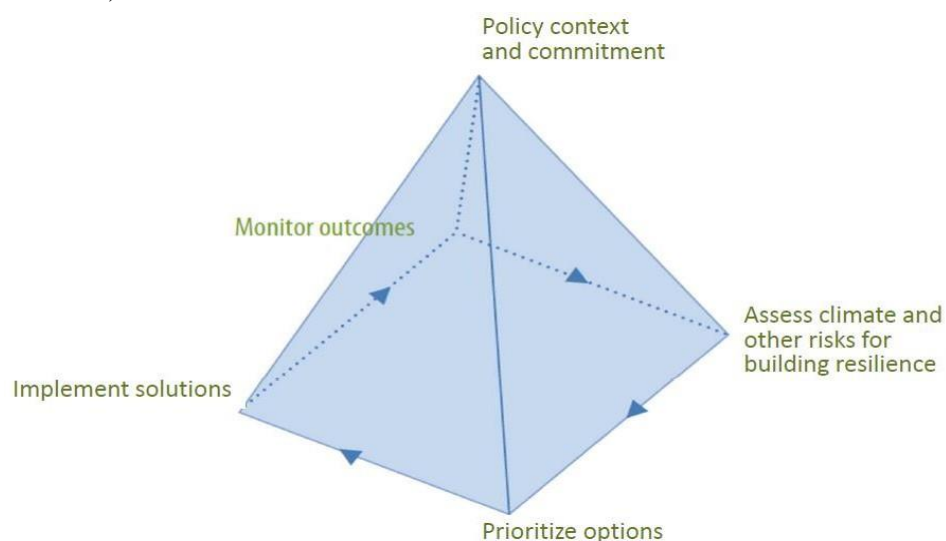 Policy context
and commitment
Monitor outcomes
Assess climate and
other risks for
building resilience
Implement solutions
Prioritize options